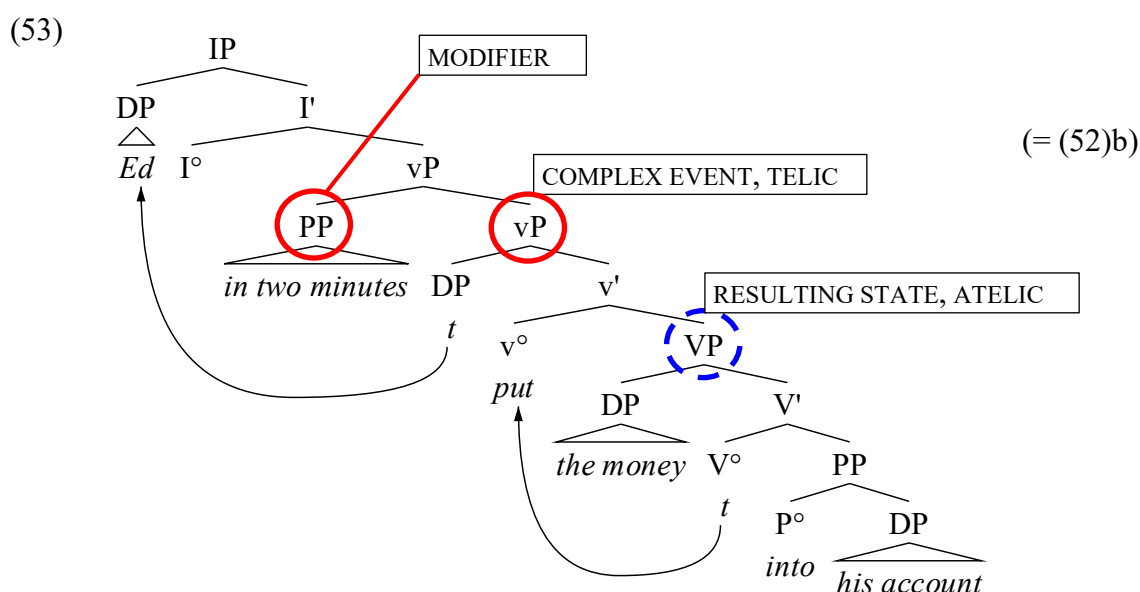 (53)
IP
MODIFIER
DP I'
Ed I° vP (= (52)b)
COMPLEX EVENT, TELIC
PP vP
in two minutes DP v'
RESULTING STATE, ATELIC
t v° VP
put DP V'
the money V° PP
t P° DP
into his account